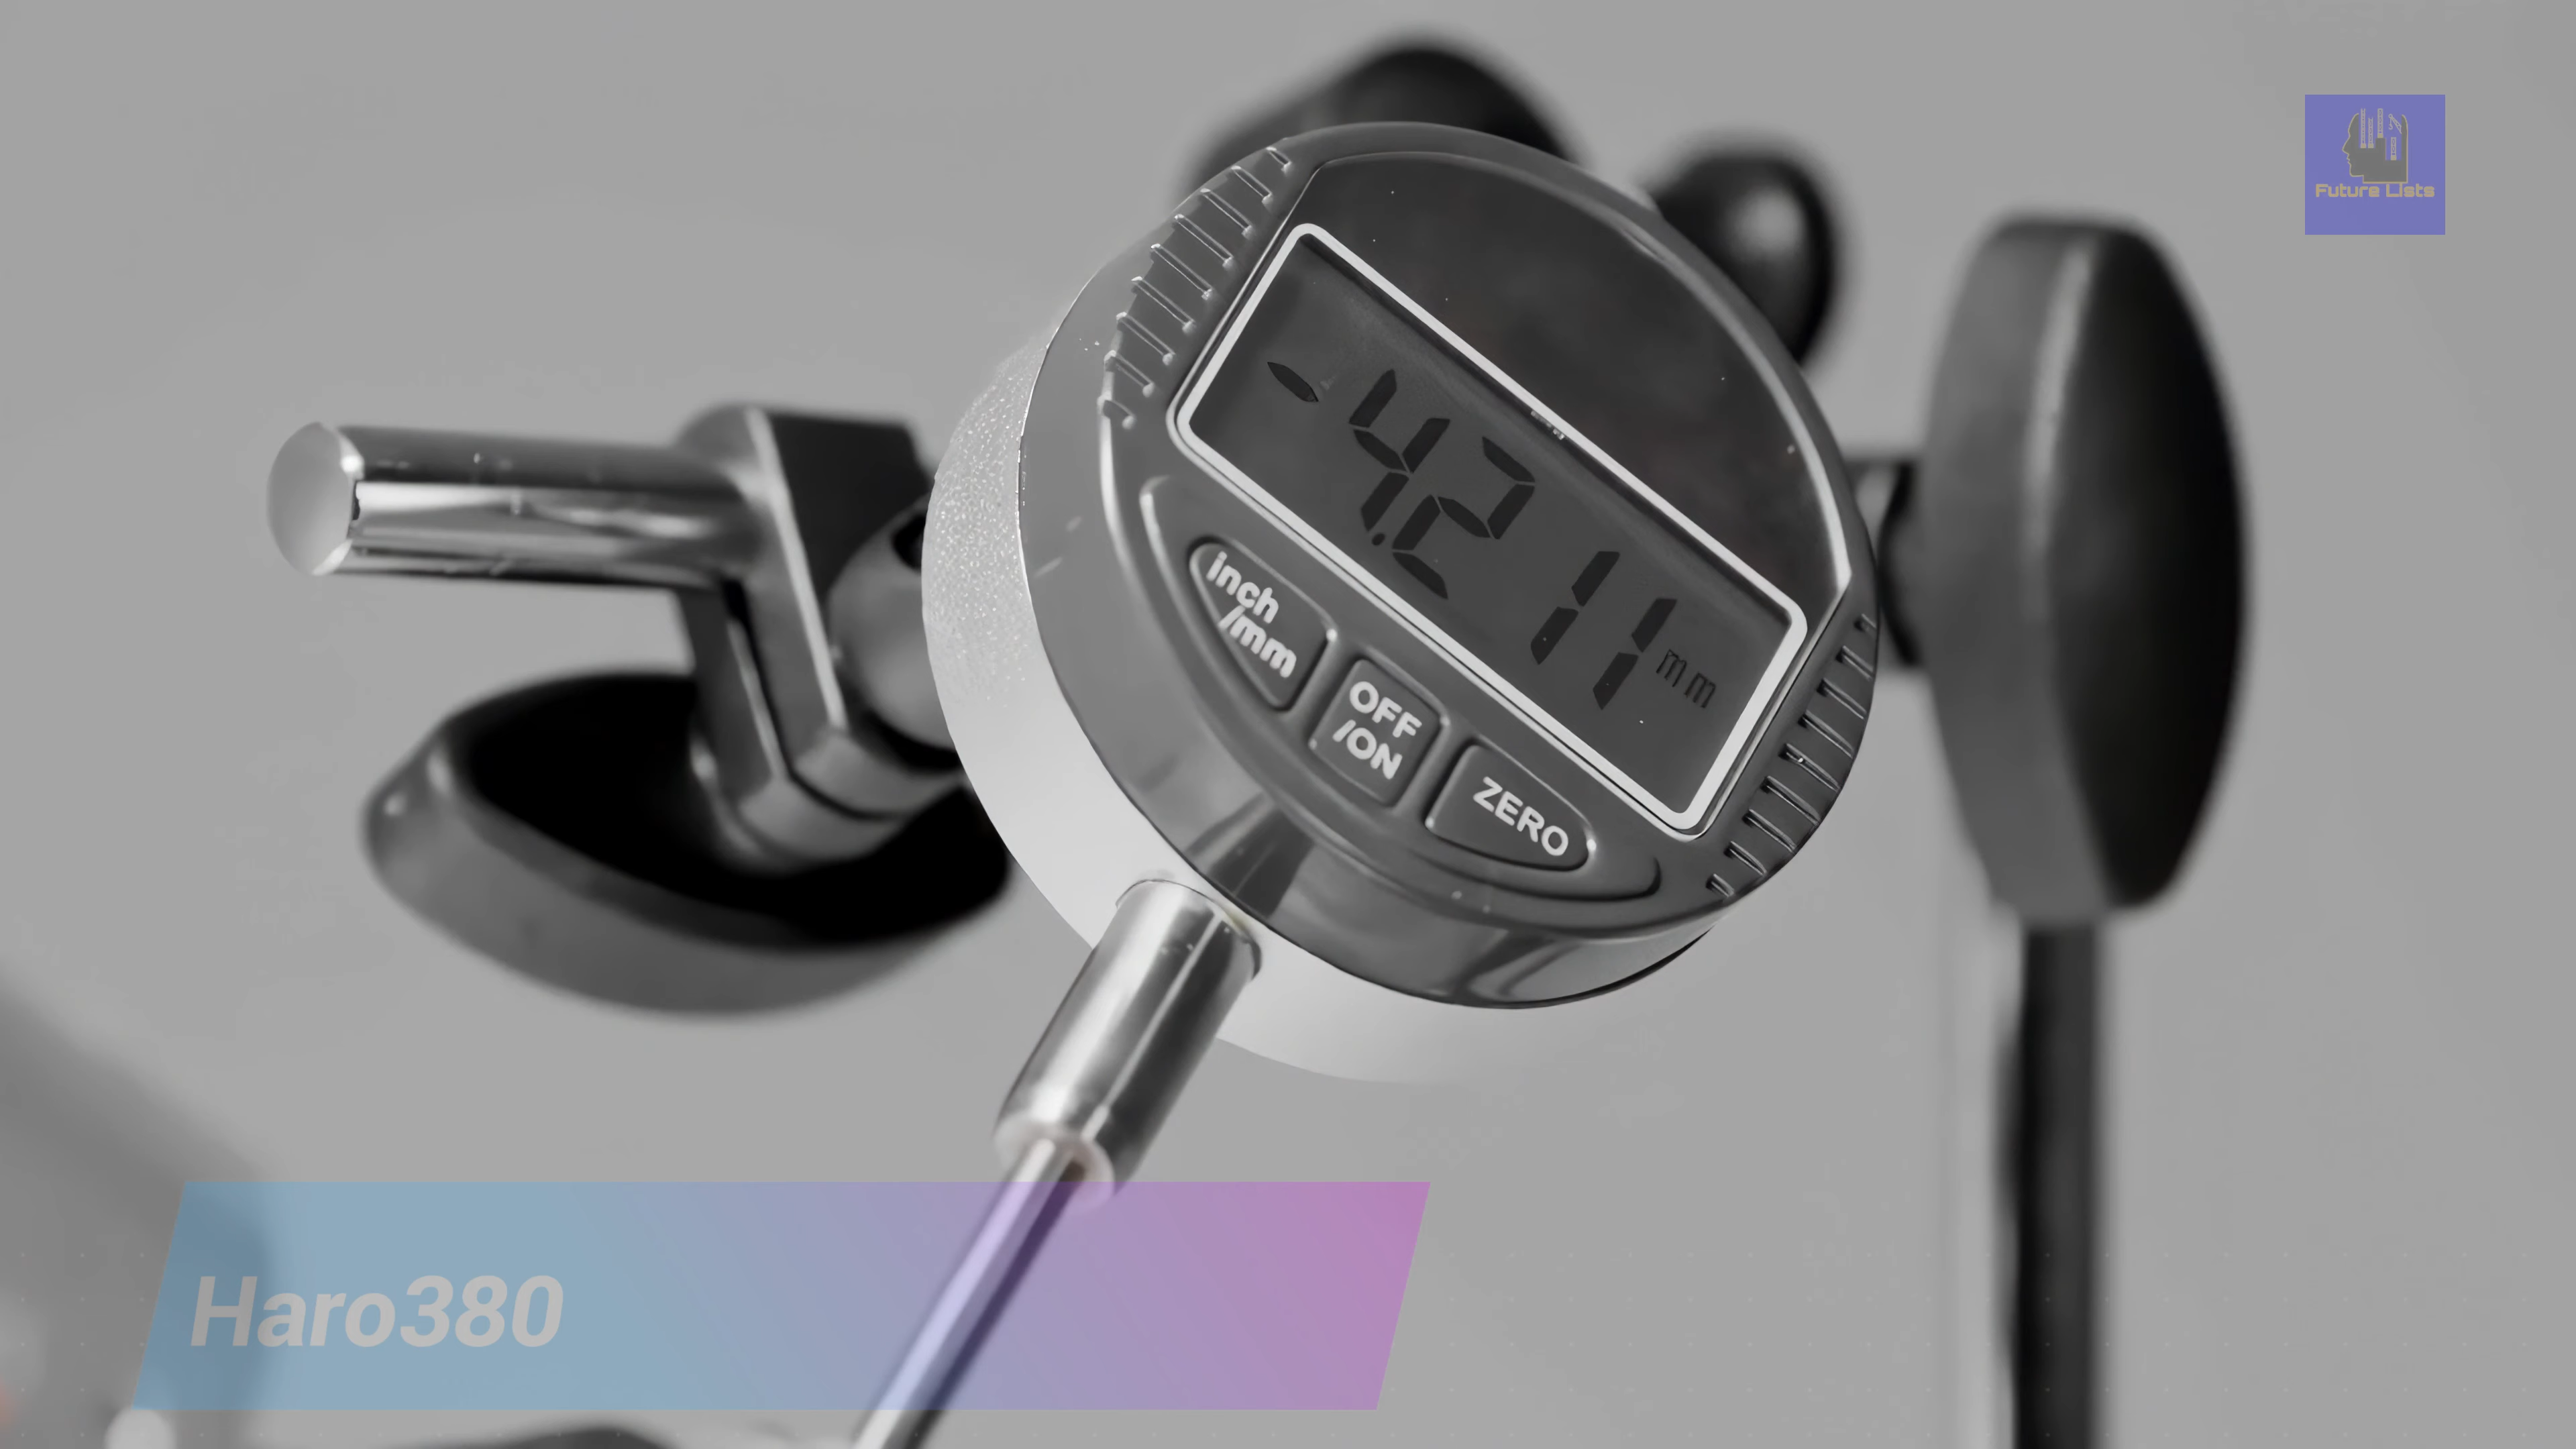 Future Lists
-4.211 mm
inch
/mm
OFF
/ON
ZERO
Haro380